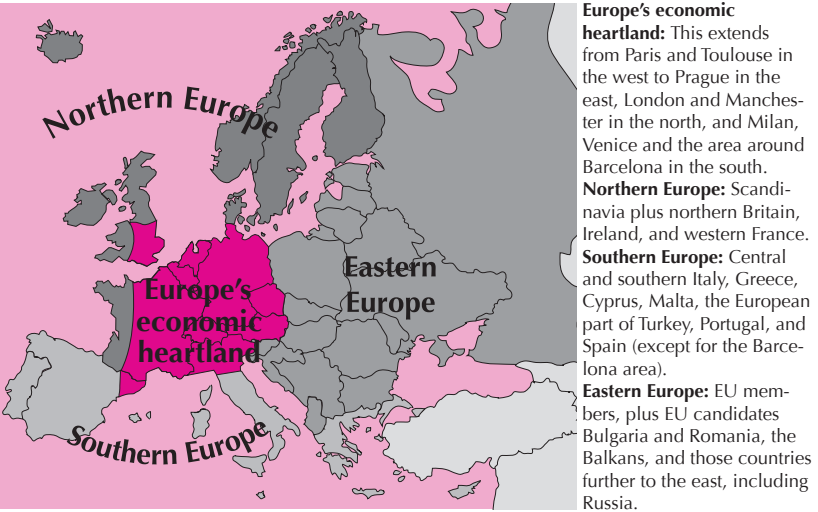 Northern Europe
Eastern
Europe
Europe's
economic
heartland
Southern Europe
Europe's economic
heartland: This extends
from Paris and Toulouse in
the west to Prague in the
east, London and Manches-
ter in the north, and Milan,
Venice and the area around
Barcelona in the south.
Northern Europe: Scandi-
navia plus northern Britain,
Ireland, and western France.
Southern Europe: Central
and southern Italy, Greece,
Cyprus, Malta, the European
part of Turkey, Portugal, and
Spain (except for the Barce-
lona area).
Eastern Europe: EU mem-
bers, plus EU candidates
Bulgaria and Romania, the
Balkans, and those countries
further to the east, including
Russia.